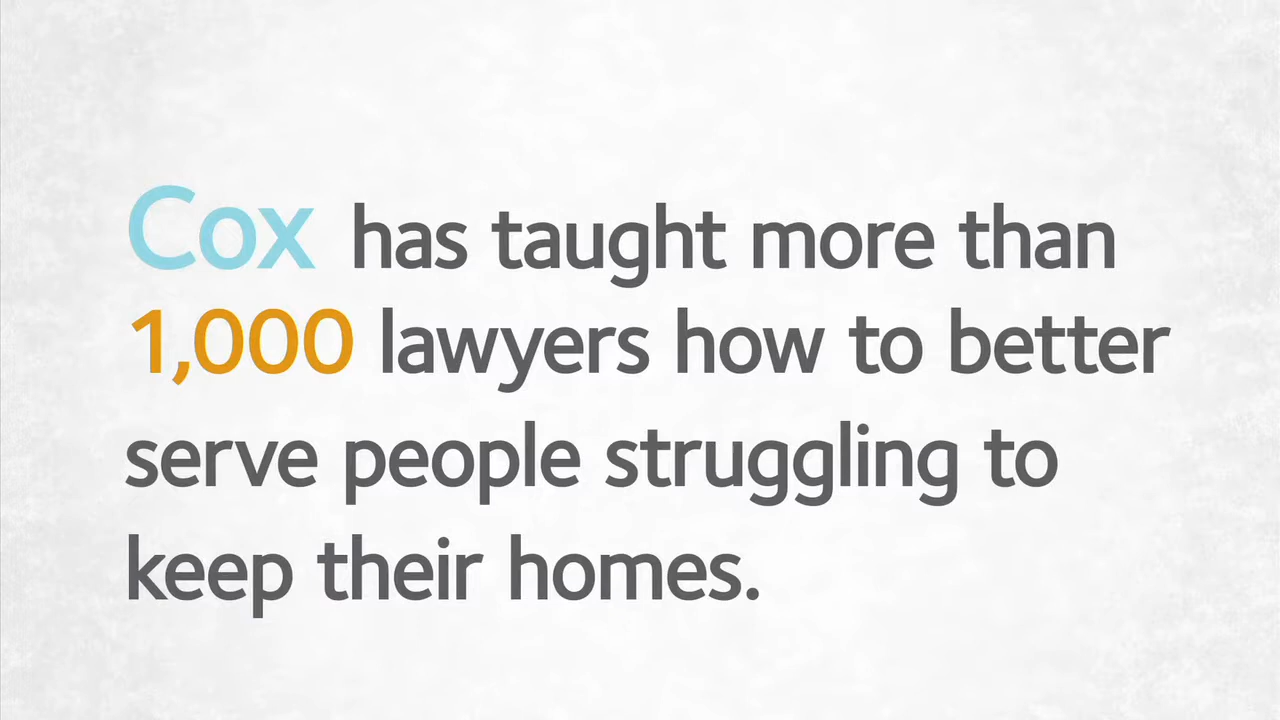 Cox has taught more than
1,000 lawyers how to better
serve people struggling to
keep their homes.